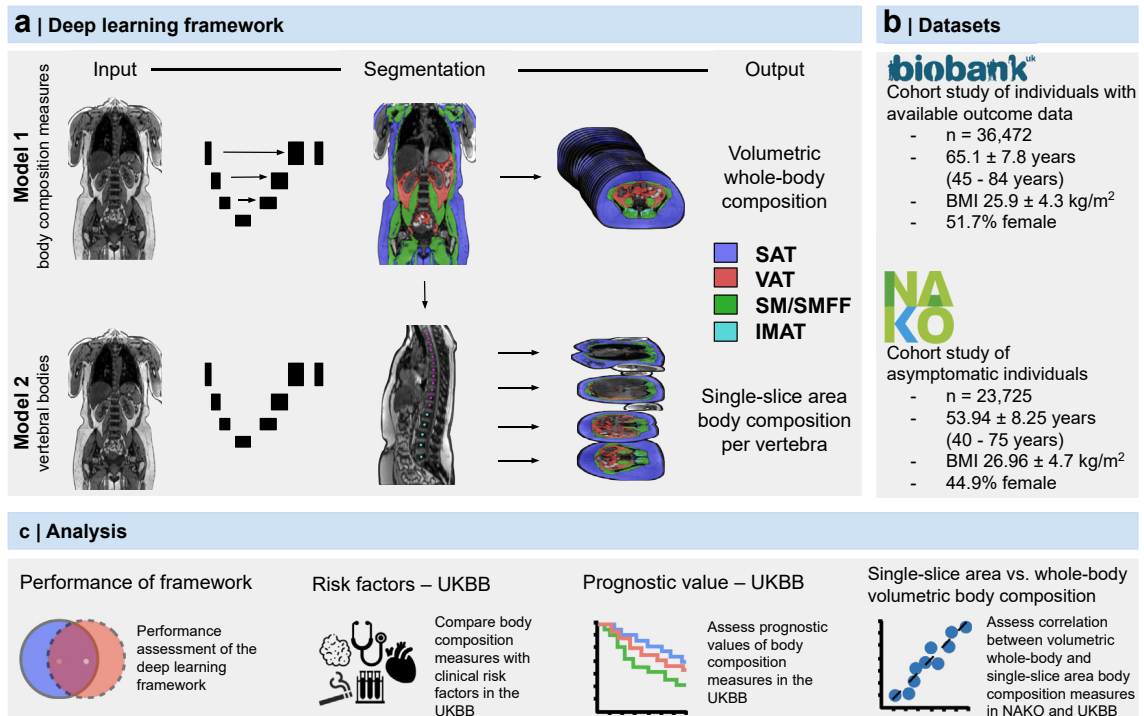 a | Deep learning framework
Input
Segmentation
Output
Model 1
body composition measures
Volumetric
whole-body
composition
SAT
VAT
SM/SMFF
IMAT
Model 2
vertebral bodies
Single-slice area
body composition
per vertebra
b | Datasets
biobank uk
Cohort study of individuals with
available outcome data
- n = 36,472
- 65.1 ± 7.8 years
(45 - 84 years)
- BMI 25.9 ± 4.3 kg/m²
- 51.7% female
NA
KO
Cohort study of
asymptomatic individuals
- n = 23,725
- 53.94 ± 8.25 years
(40 - 75 years)
- BMI 26.96 ± 4.7 kg/m²
- 44.9% female
c | Analysis
Performance of framework
Performance
assessment of the
deep learning
framework
Risk factors – UKBB
Compare body
composition
measures with
clinical risk
factors in the
UKBB
Prognostic value – UKBB
Assess prognostic
values of body
composition
measures in the
UKBB
Single-slice area vs. whole-body
volumetric body composition
Assess correlation
between volumetric
whole-body and
single-slice area body
composition measures
in NAKO and UKBB